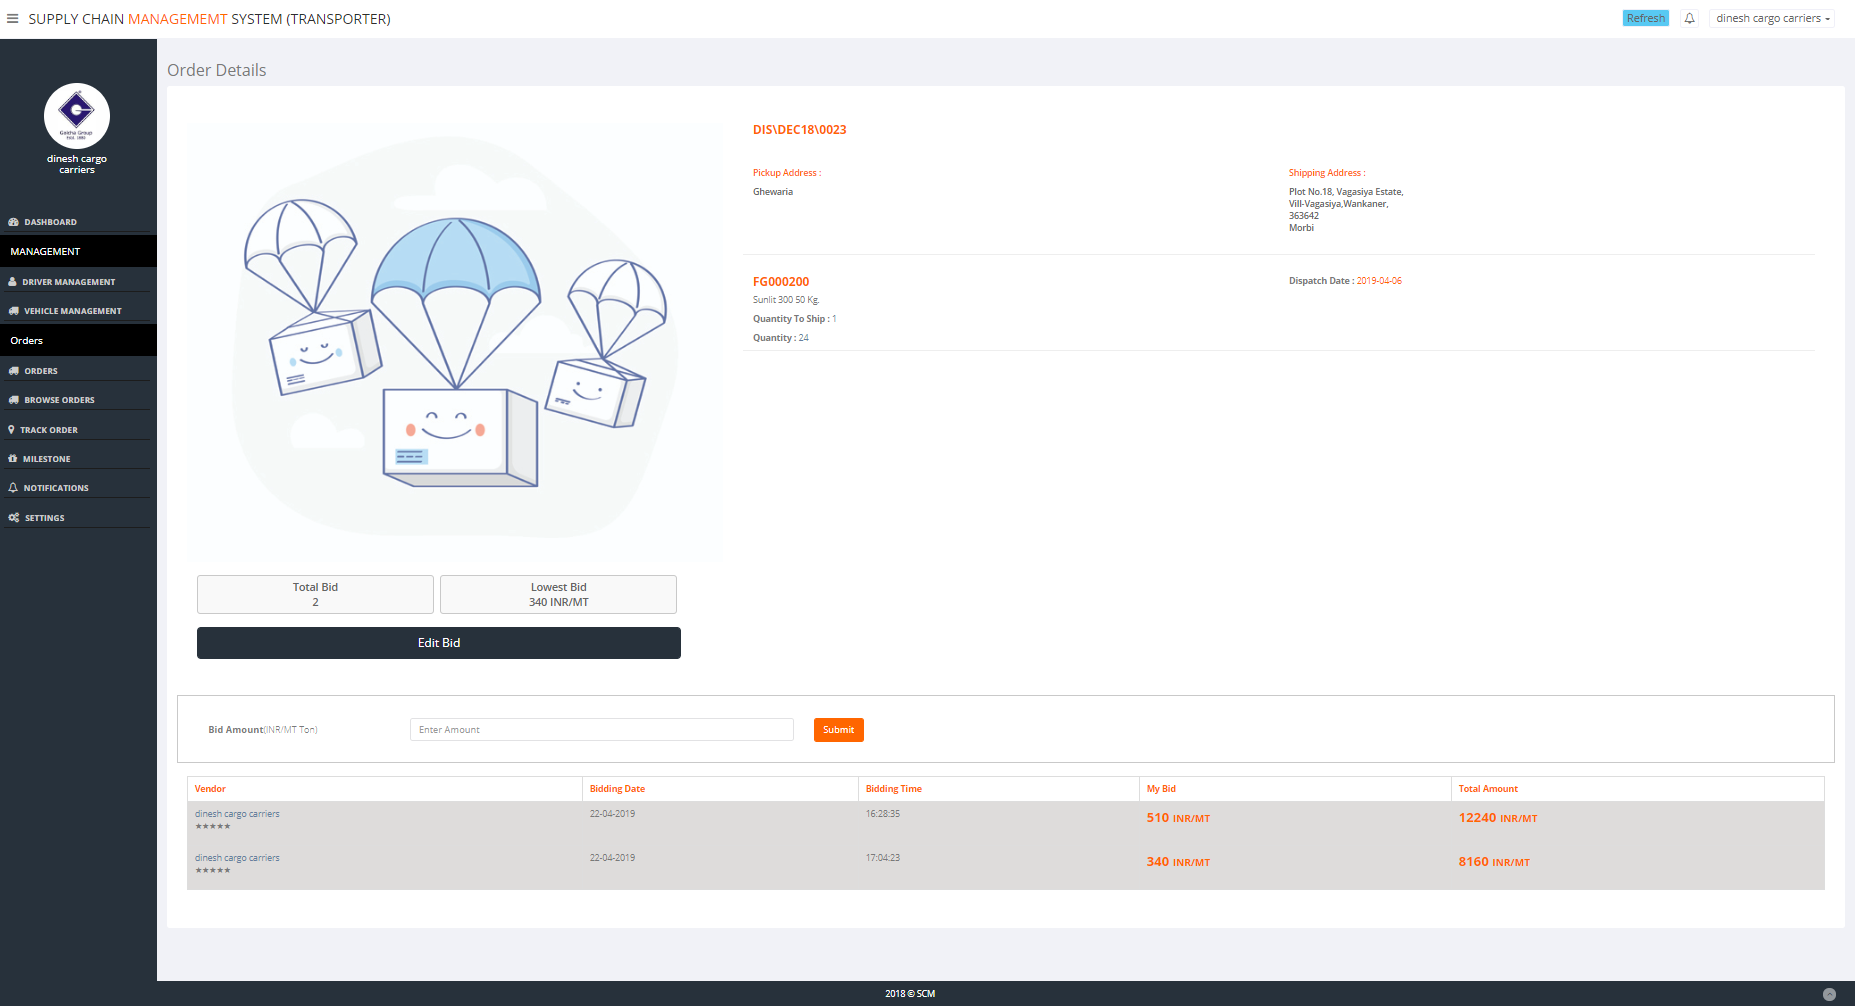 SUPPLY CHAIN MANAGEMEMT SYSTEM (TRANSPORTER)
Refresh
dinesh cargo carriers
Golcha Group
dinesh cargo
carriers
DASHBOARD
MANAGEMENT
DRIVER MANAGEMENT
VEHICLE MANAGEMENT
Orders
ORDERS
BROWSE ORDERS
TRACK ORDER
MILESTONE
NOTIFICATIONS
SETTINGS
Order Details
DIS\DEC18\0023
Pickup Address :
Ghewaria
Shipping Address :
Plot No.18, Vagasiya Estate,
Vill-Vagasiya,Wankaner,
363642
Morbi
FG000200
Sunlit 300 50 Kg.
Quantity To Ship : 1
Quantity : 24
Dispatch Date : 2019-04-06
Total Bid
2
Lowest Bid
340 INR/MT
Edit Bid
Bid Amount(INR/MT Ton)
Enter Amount
Submit
Vendor Bidding Date Bidding Time My Bid Total Amount
dinesh cargo carriers 22-04-2019 16:28:35 510 INR/MT 12240 INR/MT
★★★★★
dinesh cargo carriers 22-04-2019 17:04:23 340 INR/MT 8160 INR/MT
★★★★★
2018 © SCM